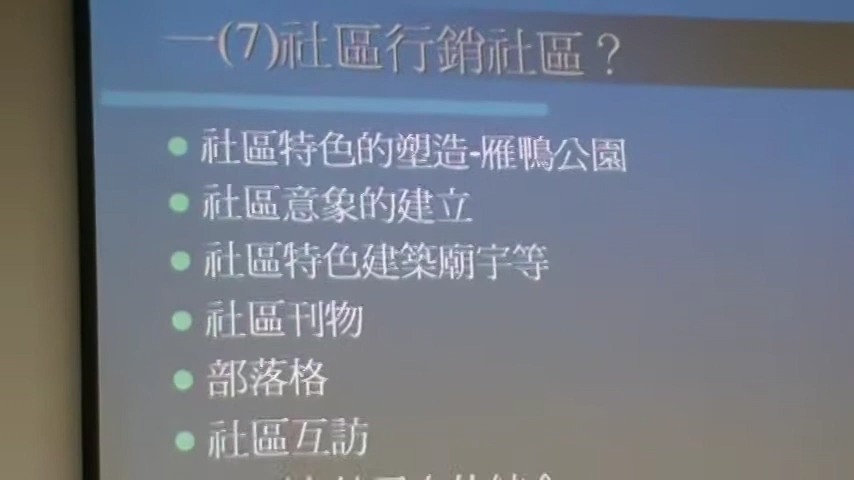 一(7)社區行銷社區？
社區特色的塑造-雁鴨公園
社區意象的建立
社區特色建築廟宇等
社區刊物
部落格
社區互訪